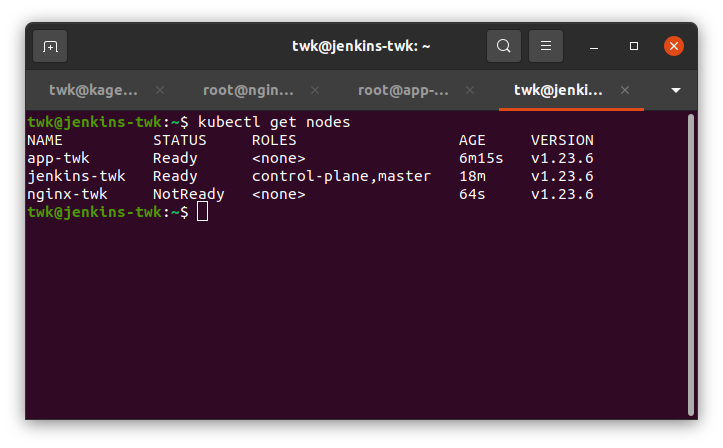 twk@jenkins-twk: ~
twk@kage... root@ngin... root@app-... twk@jenki...
twk@jenkins-twk:~$ kubectl get nodes
NAME STATUS ROLES AGE VERSION
app-twk Ready <none> 6m15s v1.23.6
jenkins-twk Ready control-plane,master 18m v1.23.6
nginx-twk NotReady <none> 64s v1.23.6
twk@jenkins-twk:~$